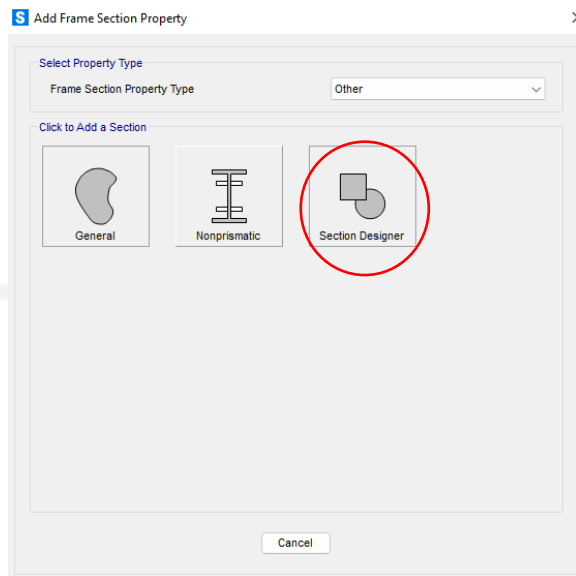 S Add Frame Section Property
Select Property Type
Frame Section Property Type
Other
Click to Add a Section
General
Nonprismatic
Section Designer
Cancel